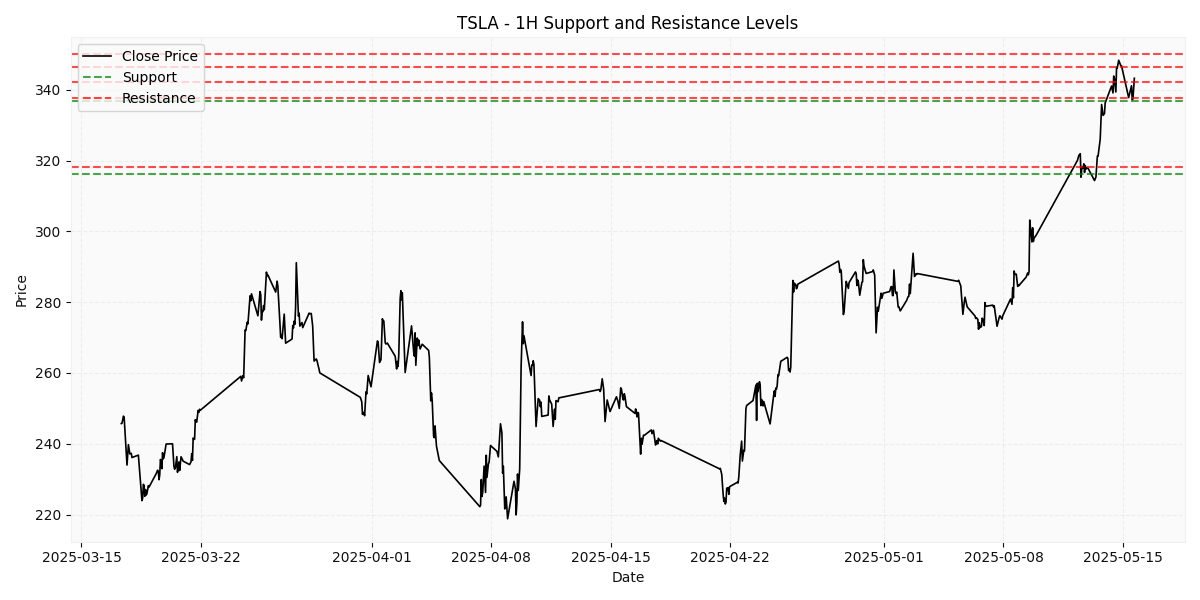 TSLA - 1H Support and Resistance Levels
Close Price
Support
Resistance
Price
340
320
300
280
260
240
220
2025-03-15 2025-03-22 2025-04-01 2025-04-08 2025-04-15 2025-04-22 2025-05-01 2025-05-08 2025-05-15
Date